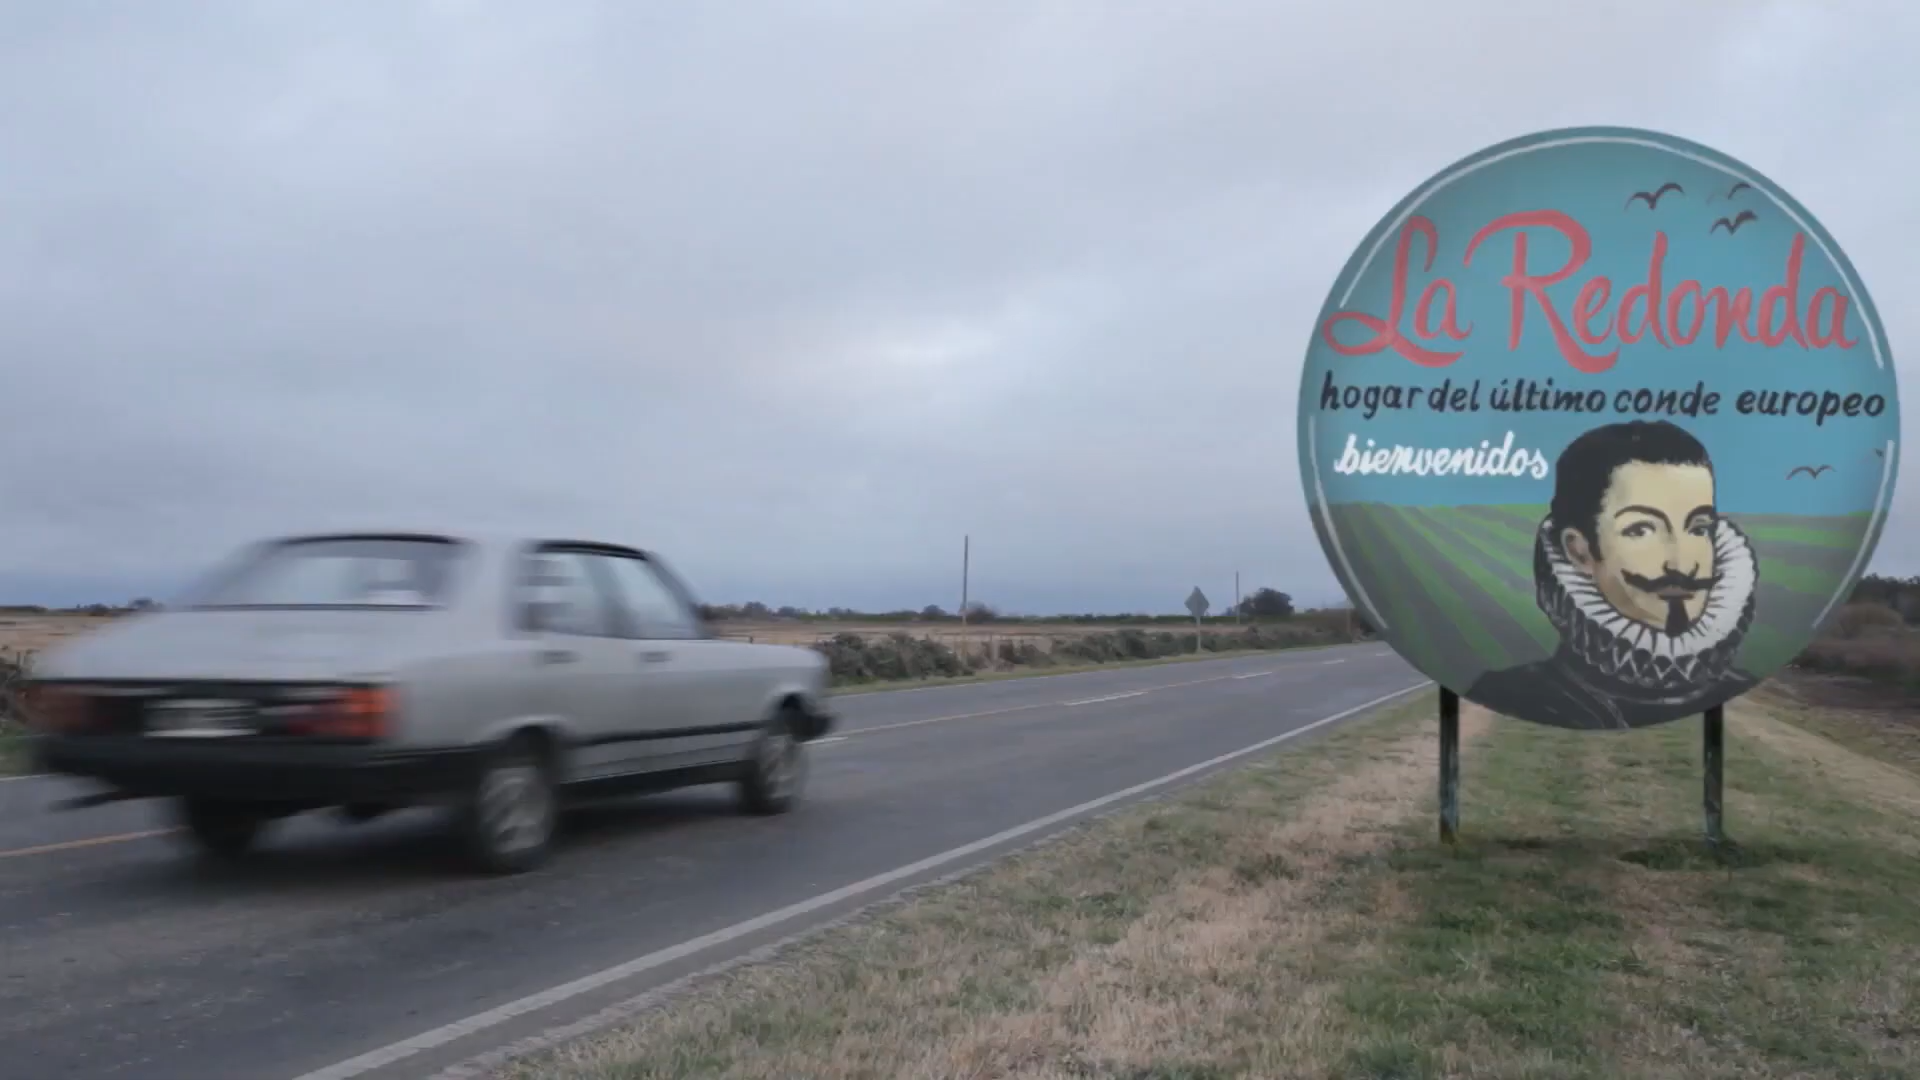 La Redonda
hogar del último conde europeo
bienvenidos